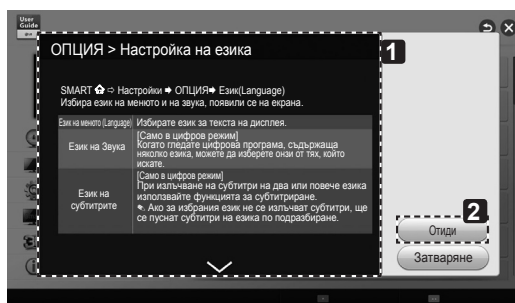 User
Guide
ОПЦИЯ > Настройка на езика
1
SMART ⇨ Настройки ➡ ОПЦИЯ➡ Език(Language)
Избира език на менюто и на звука, появили се на екрана.
Език на менюто (Language) Избирате език за текста на дисплея.
Език на Звука
[Само в цифров режим]
Когато гледате цифрова програма, съдържаща
няколко езика, можете да изберете онзи от тях, който
искате.
Език на
субтитрите
[Само в цифров режим]
При излъчване на субтитри на два или повече езика
използвайте функцията за субтитриране.
Ако за избрания език не се излъчват субтитри, ще
се пуснат субтитри на езика по подразбиране.
2
Отиди
Затваряне